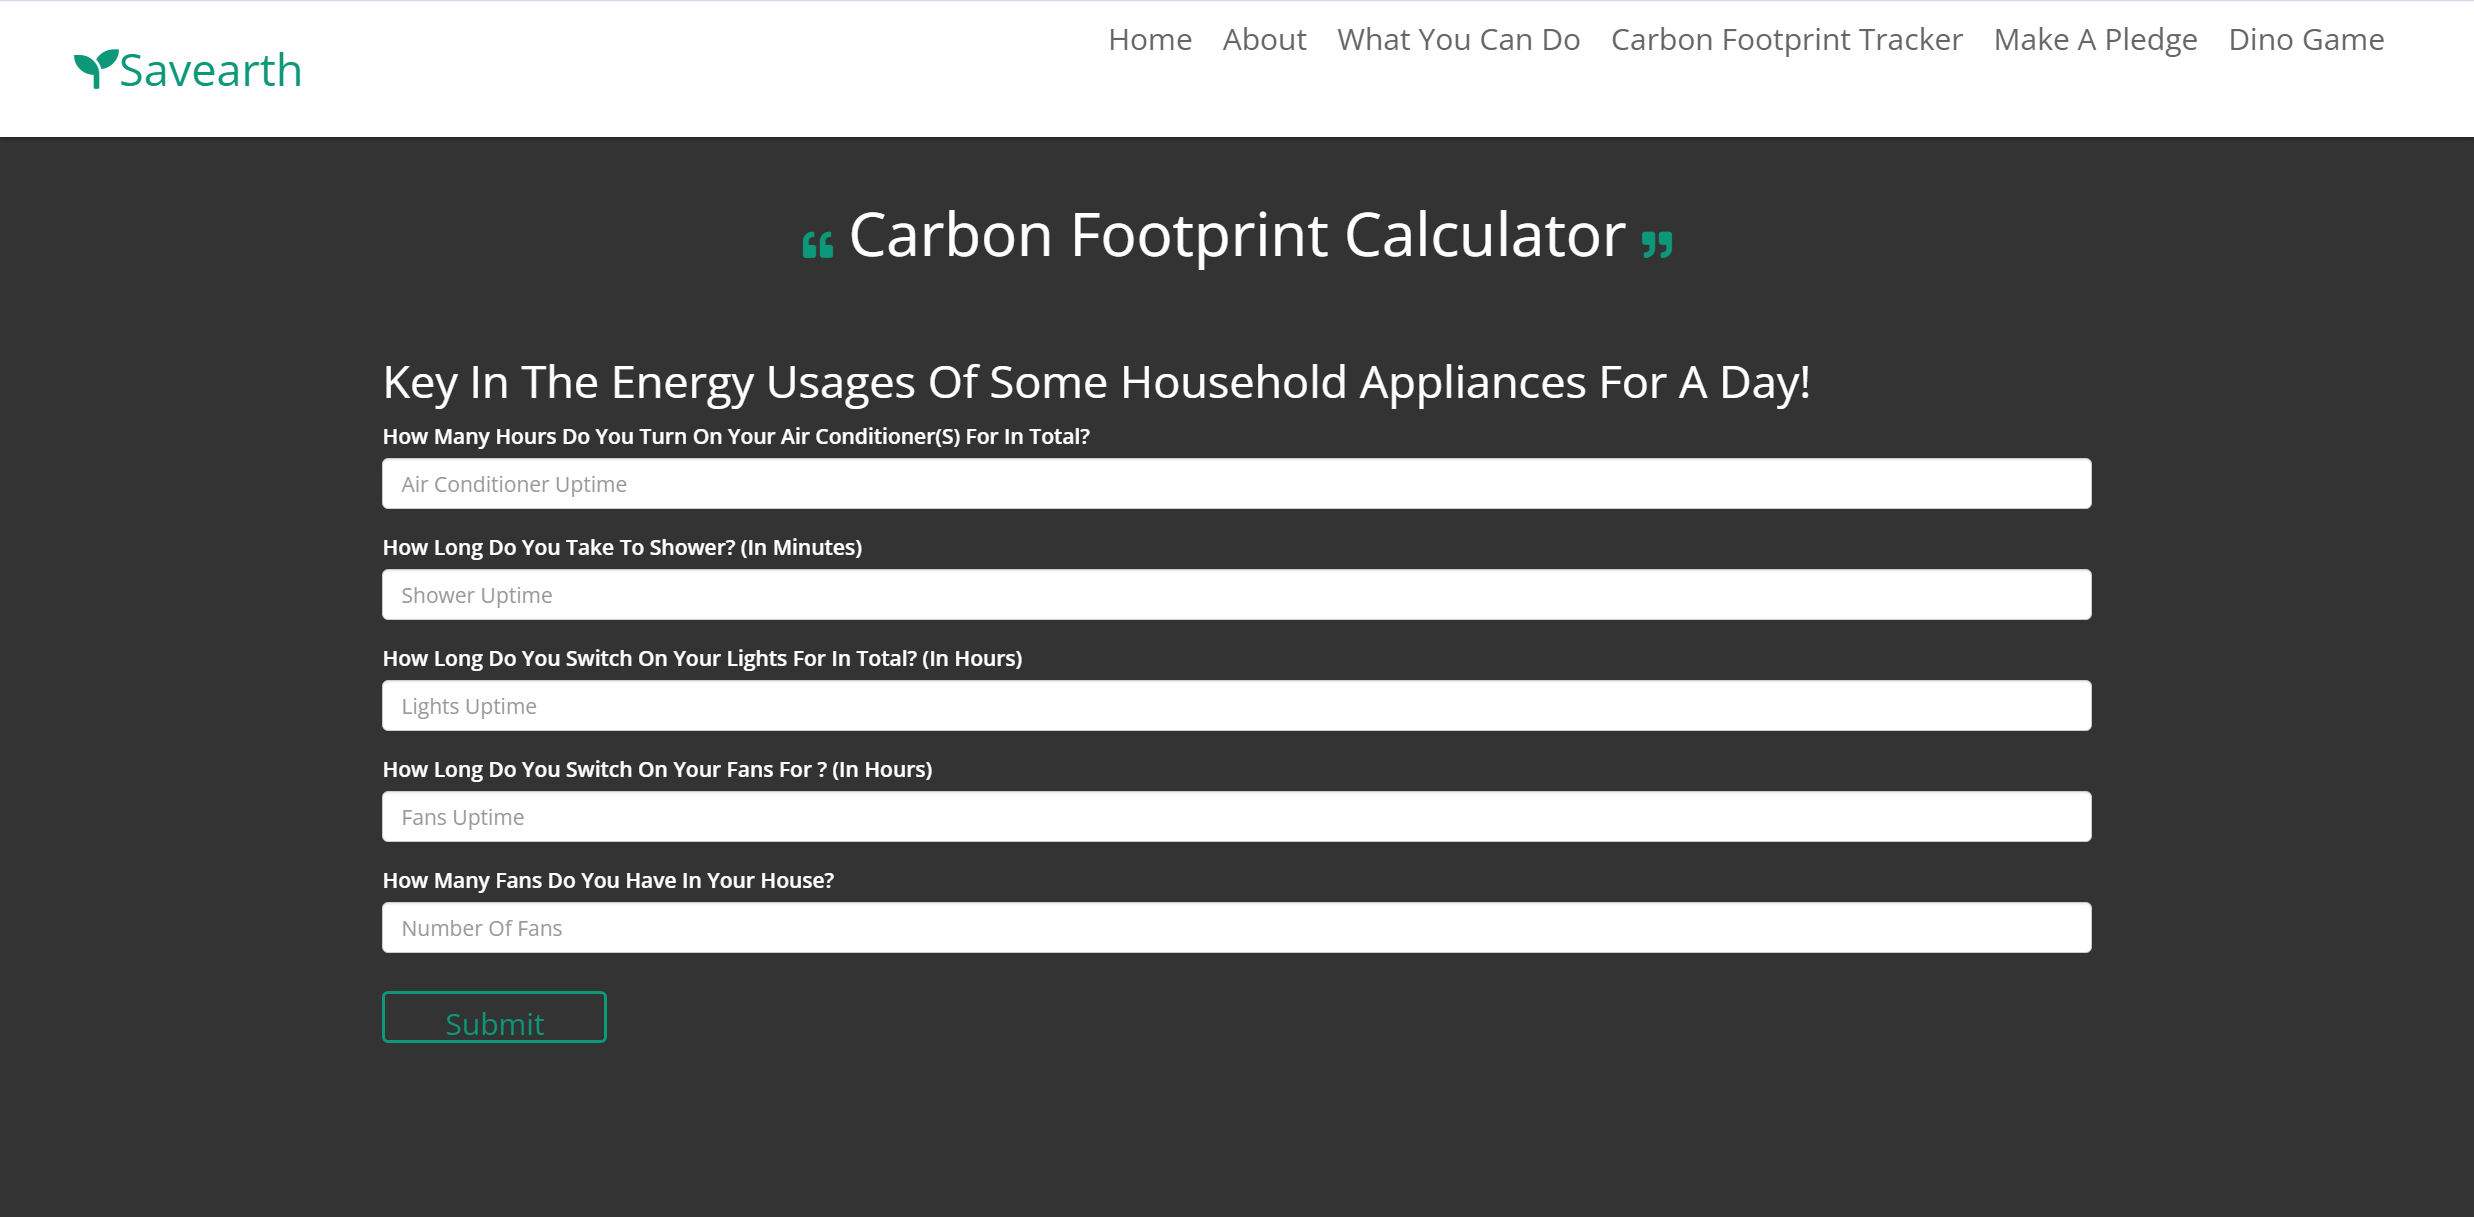 Savearth
Home About What You Can Do Carbon Footprint Tracker Make A Pledge Dino Game
“ Carbon Footprint Calculator ”
Key In The Energy Usages Of Some Household Appliances For A Day!
How Many Hours Do You Turn On Your Air Conditioner(S) For In Total?
Air Conditioner Uptime
How Long Do You Take To Shower? (In Minutes)
Shower Uptime
How Long Do You Switch On Your Lights For In Total? (In Hours)
Lights Uptime
How Long Do You Switch On Your Fans For ? (In Hours)
Fans Uptime
How Many Fans Do You Have In Your House?
Number Of Fans
Submit